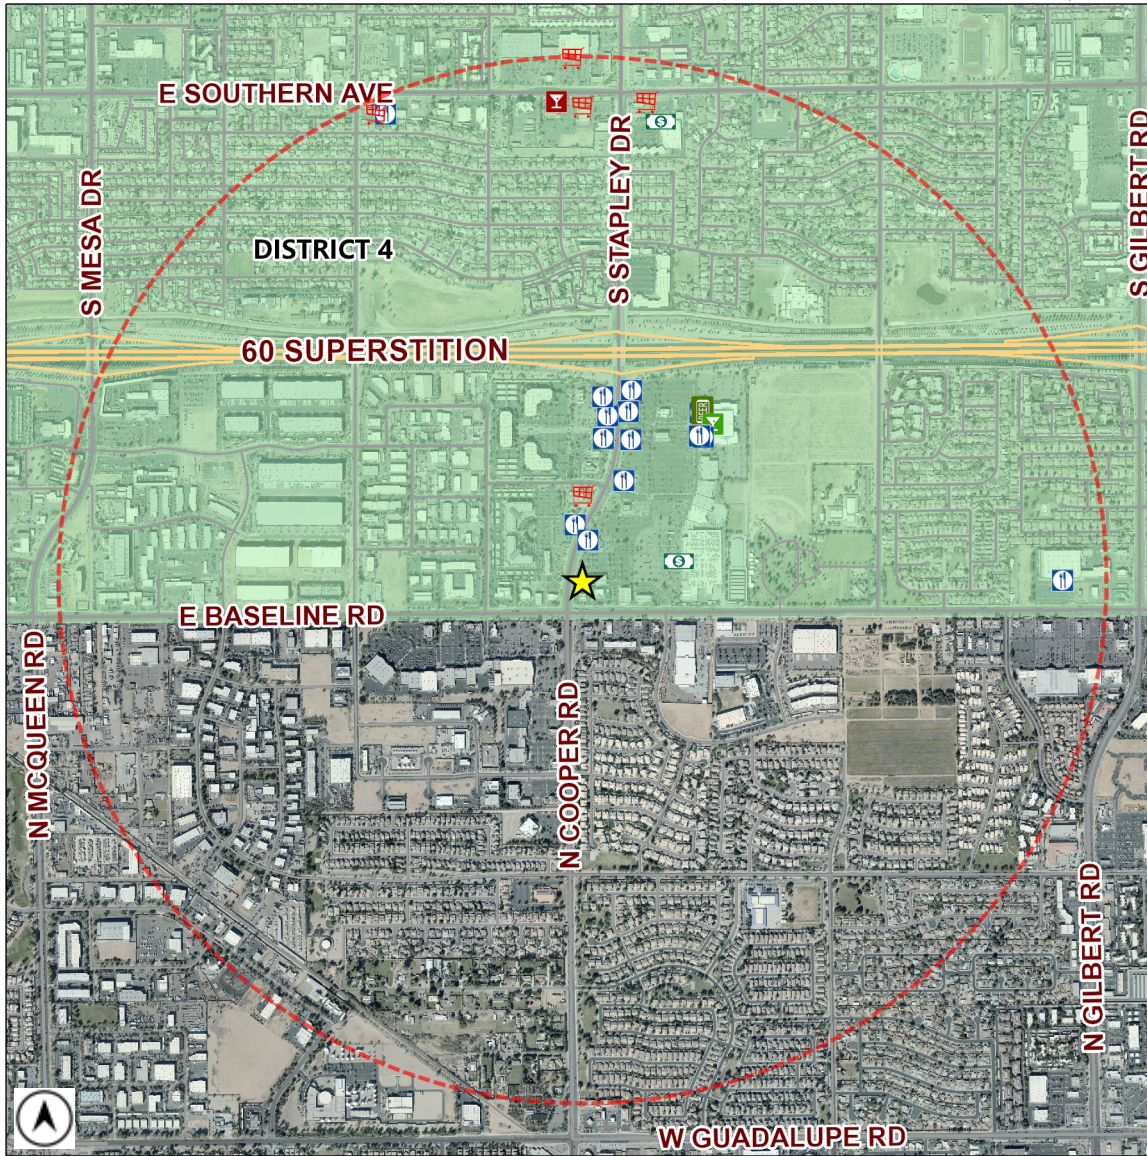 E SOUTHERN AVE
S MESA DR
S STAPLEY DR
S GILBERT RD
DISTRICT 4
60 SUPERSTITION
BEER
E BASELINE RD
N MCQUEEN RD
N COOPER RD
N GILBERT RD
W GUADALUPE RD